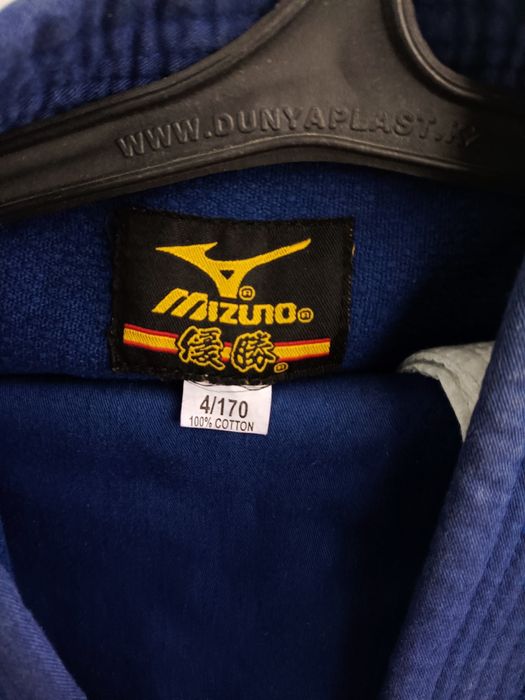 WWW.DUNYAPLAST.K
MIZUNO®
優勝
4/170
100% COTTON